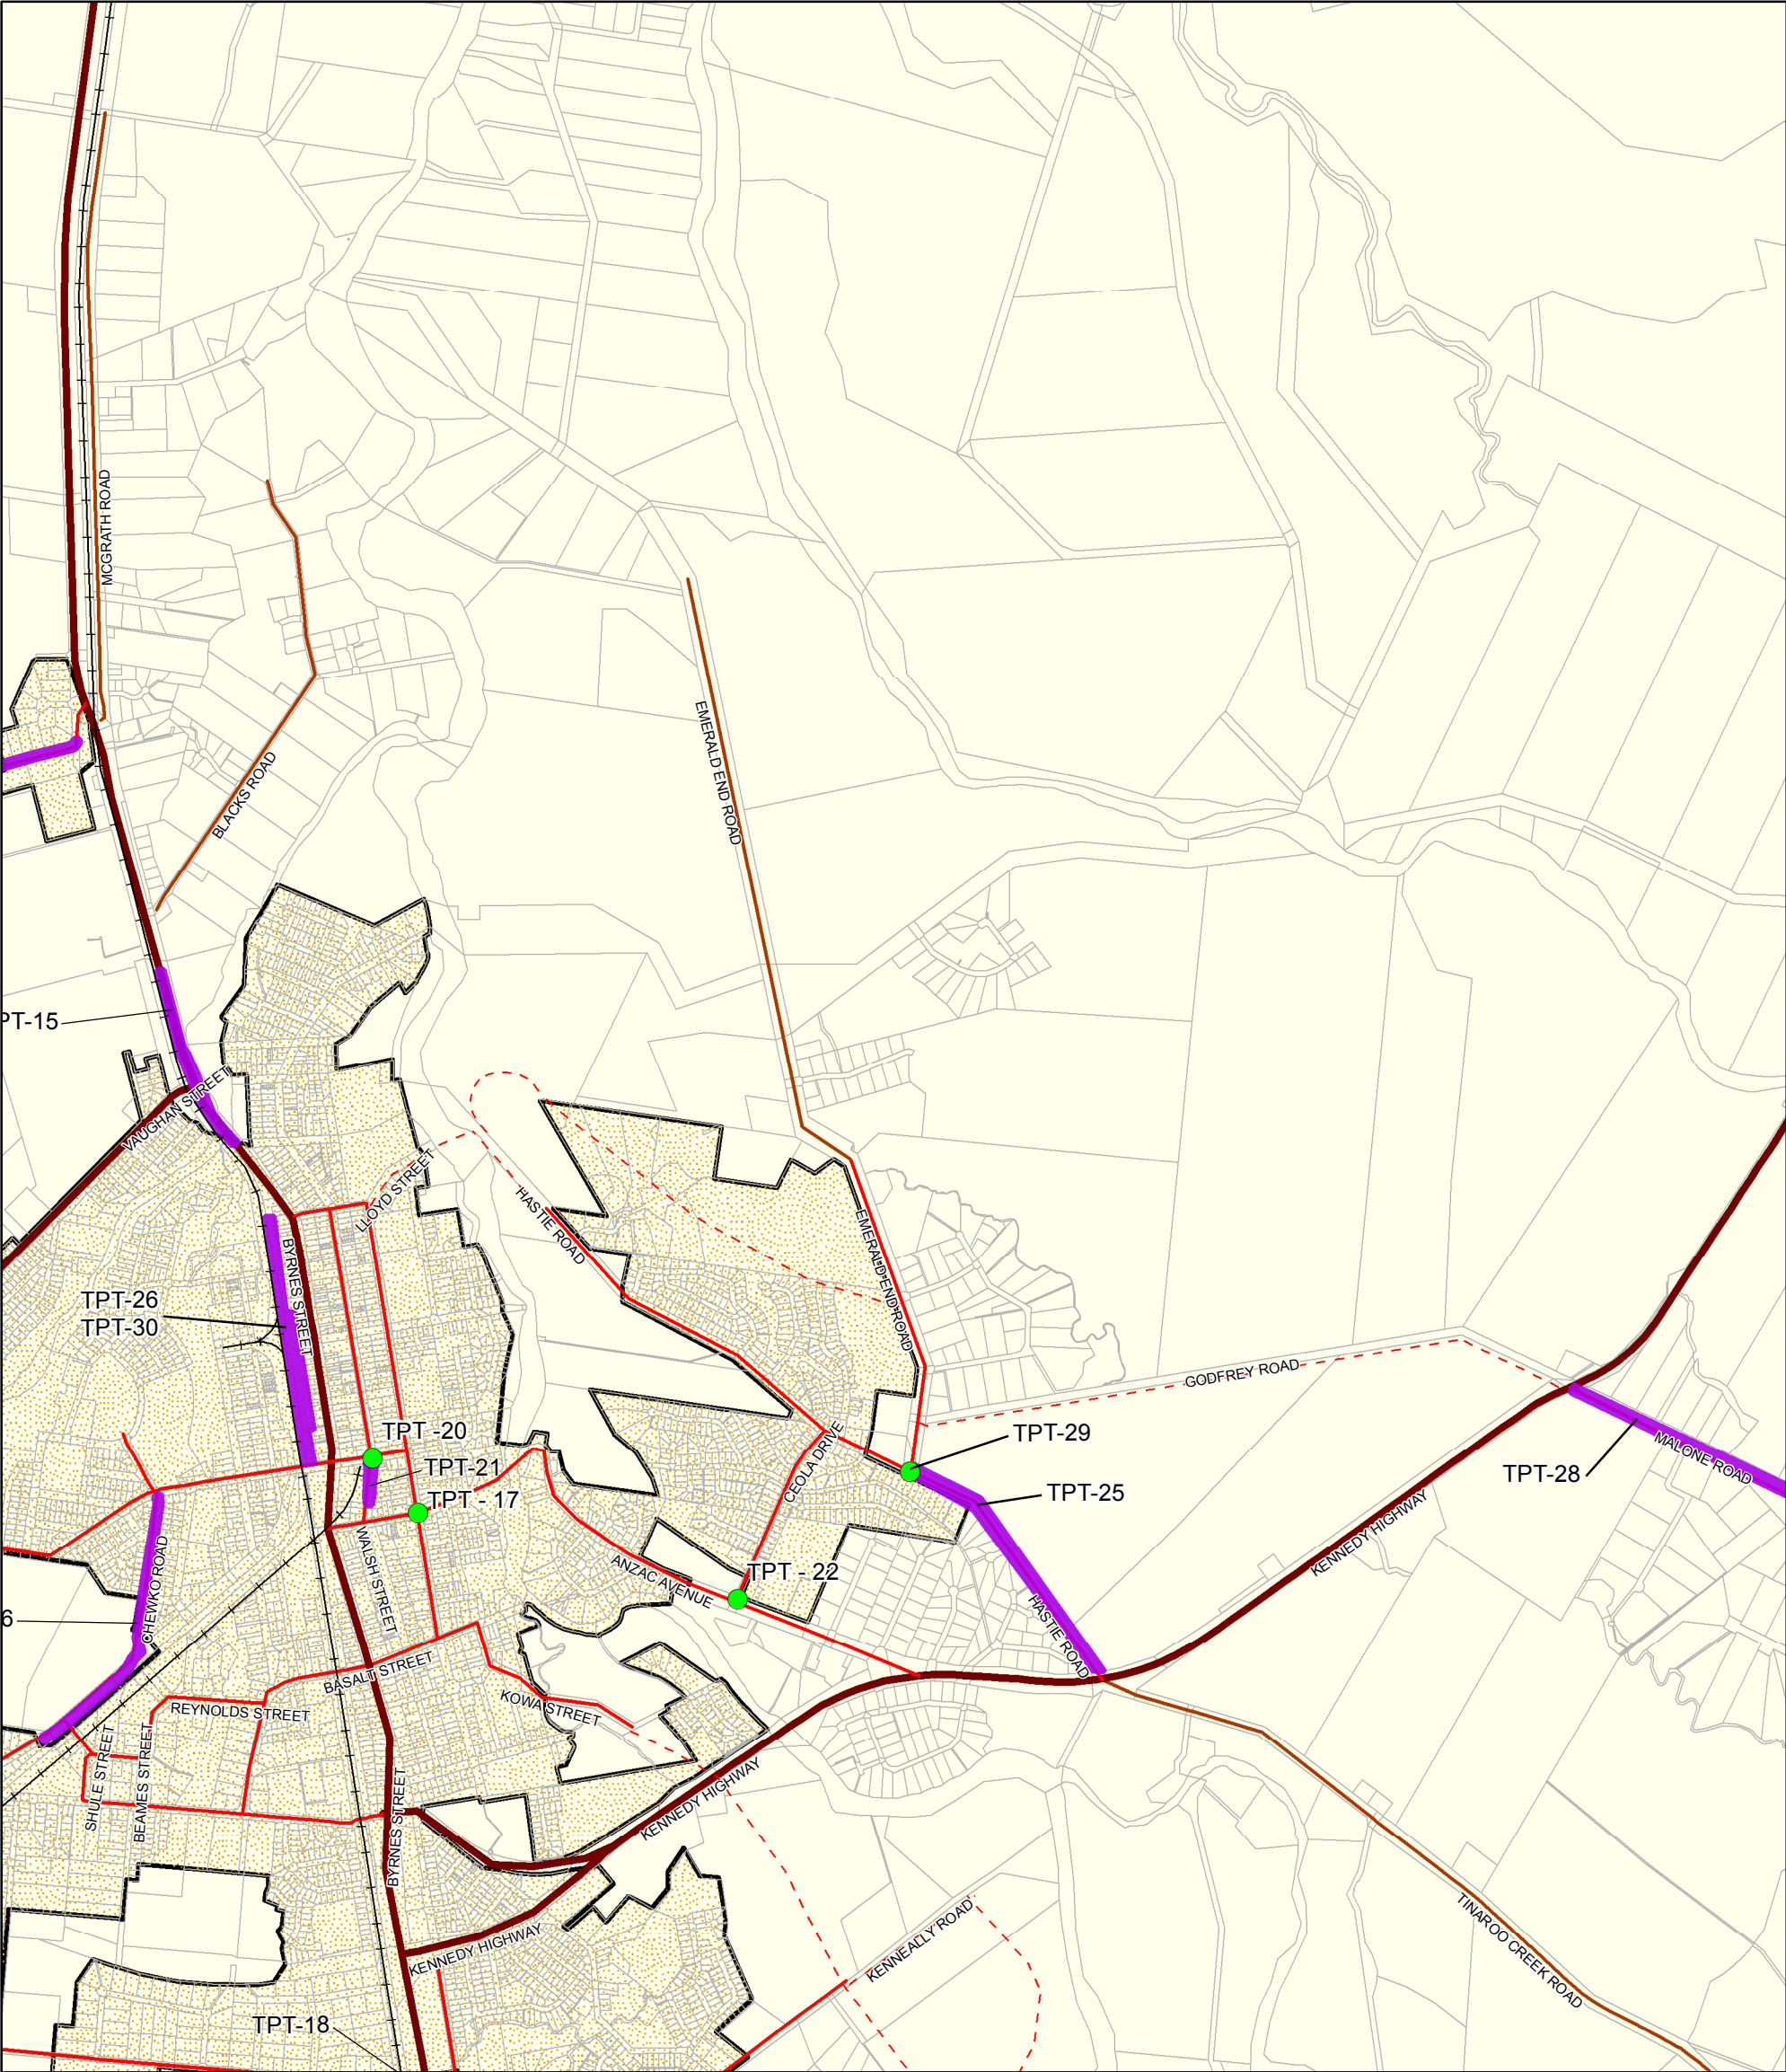 MCGRATH ROAD
EMERALD END ROAD
BLACKS ROAD
PT-15
VAUGHAN STREET
LLOYD STREET
HASTIE ROAD
EMERALD END ROAD
BYRNES STREET
TPT-26
TPT-30
GODFREY ROAD
TPT -20
TPT-29
CEOLA DRIVE
MALONE ROAD
TPT-21
TPT-28
TPT-25
TPT - 17
KENNEDY HIGHWAY
WALSH STREET
CHEWKO ROAD
ANZAC AVENUE
TPT - 22
6
HASTIE ROAD
BASALT STREET
KOWA STREET
REYNOLDS STREET
SHULE STREET
BEAMES STREET
KENNEDY HIGHWAY
BYRNES STREET
KENNEDY HIGHWAY
KENNEALLY ROAD
TINAROO CREEK ROAD
TPT-18